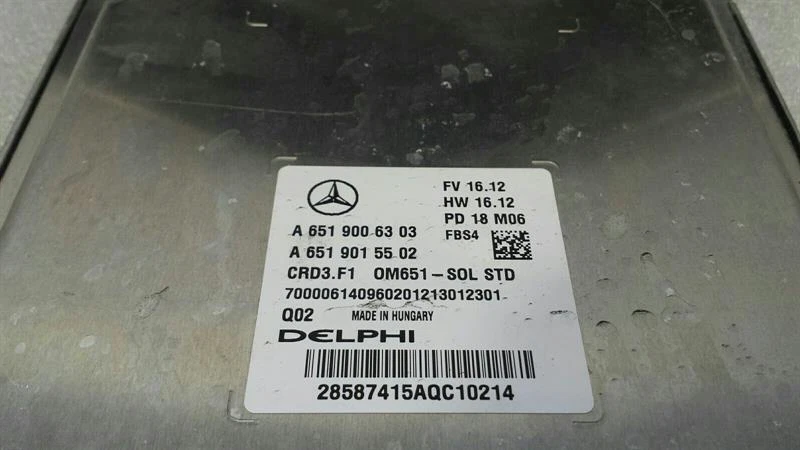 FV 16.12
HW 16.12
PD 18 M06
FBS4
A 651 900 63 03
A 651 901 55 02
CRD3.F1 OM651-SOL STD
700006140960201213012301
Q02 MADE IN HUNGARY
DELPHI
28587415AQC10214